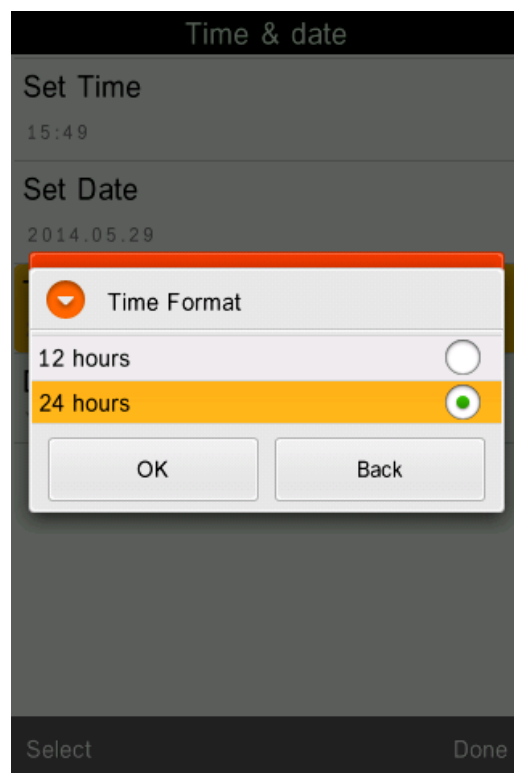 Time & date
Set Time
15:49
Set Date
2014.05.29
Time Format
12 hours
24 hours
OK
Back
Select
Done